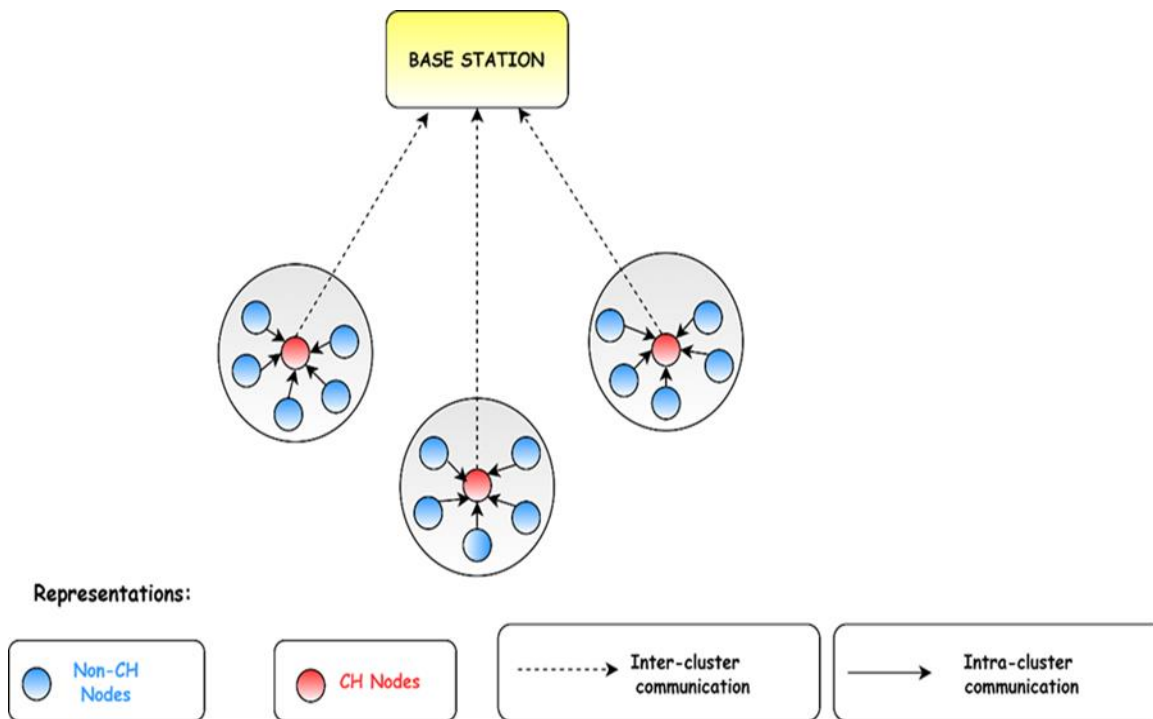 BASE STATION
Representations:
Non-CH
Nodes
CH Nodes
Inter-cluster
communication
Intra-cluster
communication